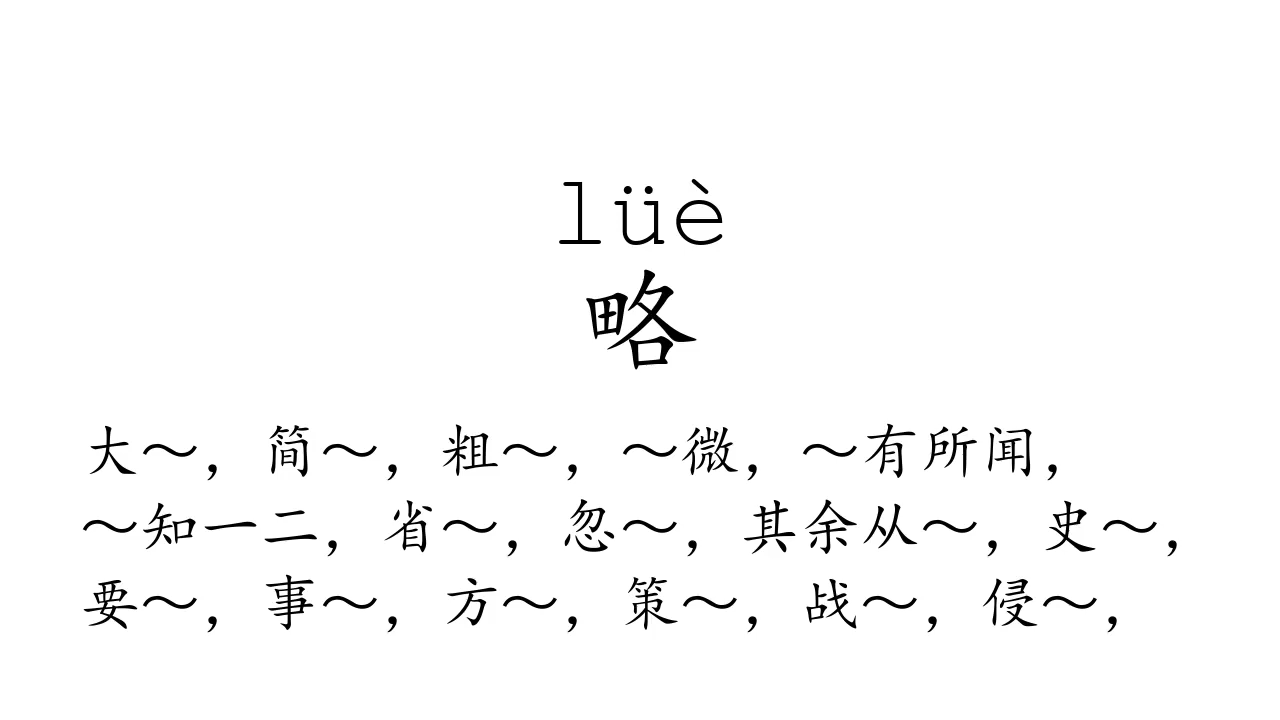 lüè
略
大～，简～，粗～，～微，～有所闻，
～知一二，省～，忽～，其余从～，史～，
要～，事～，方～，策～，战～，侵～，